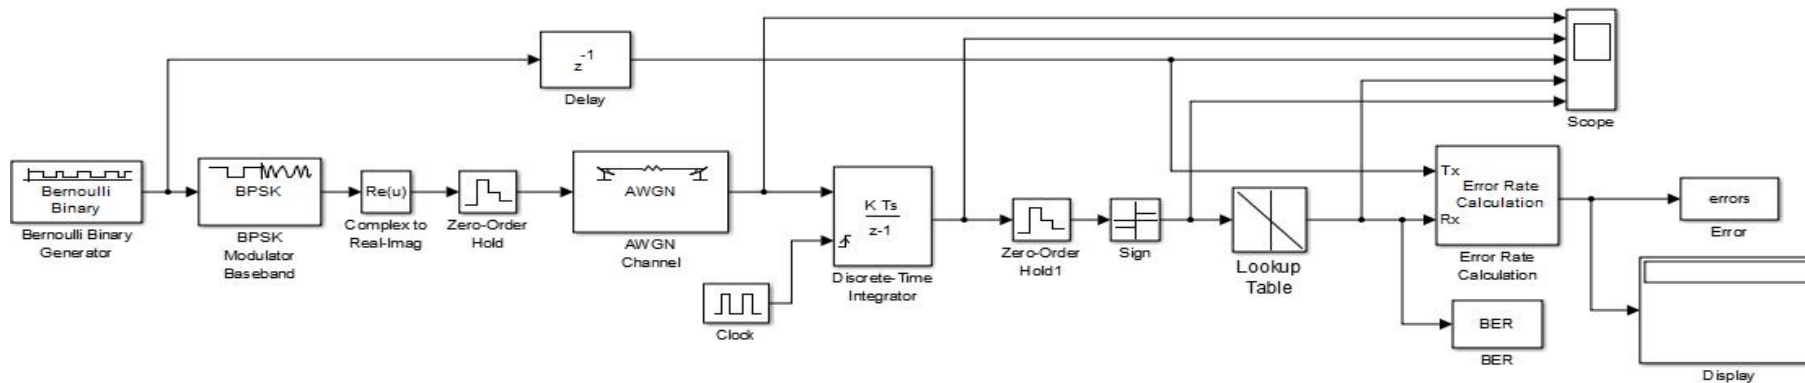 z-1
Delay
Scope
Bernoulli
Binary
Bernoulli Binary
Generator
BPSK
BPSK
Modulator
Baseband
Re(u)
Complex to
Real-Imag
Zero-Order
Hold
AWGN
AWGN
Channel
K Ts
z-1
Discrete-Time
Integrator
Clock
Zero-Order
Hold1
Sign
Lookup
Table
Tx
Rx
Error Rate
Calculation
Error Rate
Calculation
errors
Error
BER
BER
Display